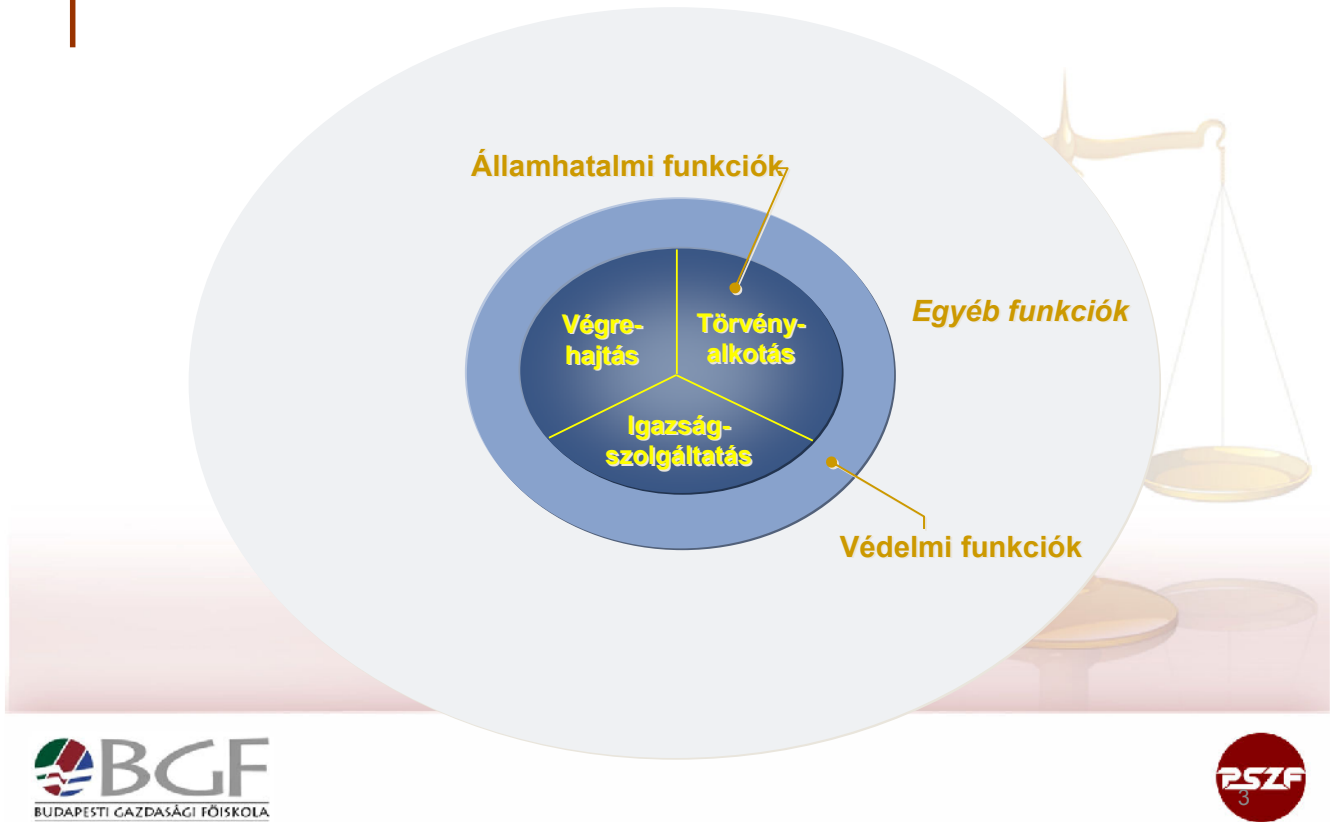 Államhatalmi funkciók
Végre-
hajtás
Törvény-
alkotás
Egyéb funkciók
Igazság-
szolgáltatás
Védelmi funkciók
BGF
BUDAPESTI GAZDASÁGI FŐISKOLA
PSZF
3